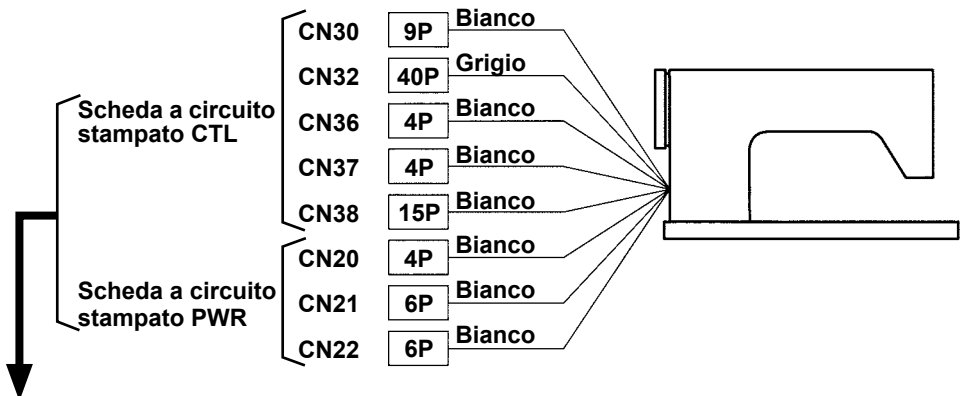 CN30 9P Bianco
CN32 40P Grigio
Scheda a circuito
stampato CTL
CN36 4P Bianco
CN37 4P Bianco
CN38 15P Bianco
CN20 4P Bianco
Scheda a circuito
stampato PWR
CN21 6P Bianco
CN22 6P Bianco